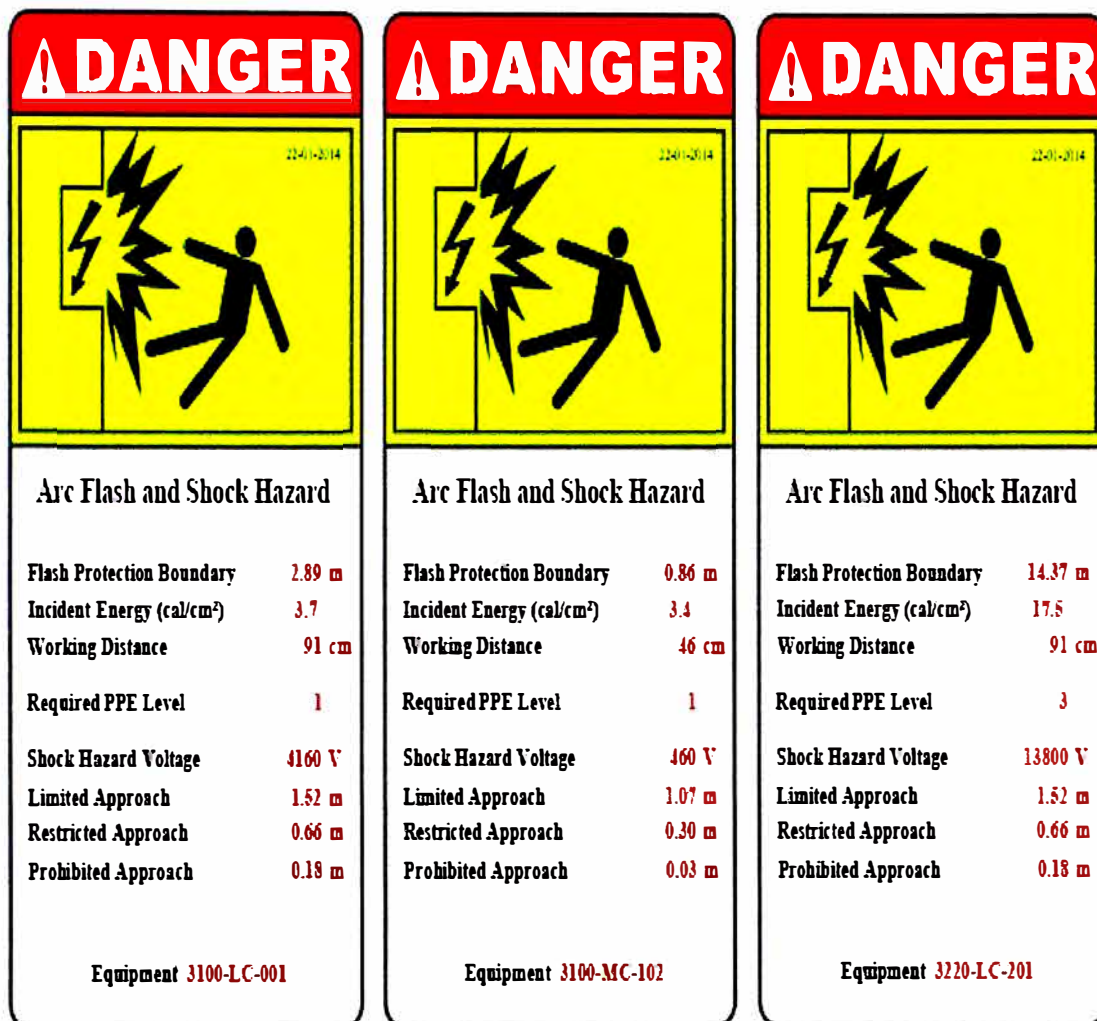 DANGER
22-01-2014
Arc Flash and Shock Hazard
Flash Protection Boundary 2.89 m
Incident Energy (cal/cm²) 3.7
Working Distance 91 cm
Required PPE Level 1
Shock Hazard Voltage 4160 V
Limited Approach 1.52 m
Restricted Approach 0.66 m
Prohibited Approach 0.18 m
Equipment 3100-LC-001
DANGER
22-01-2014
Arc Flash and Shock Hazard
Flash Protection Boundary 0.86 m
Incident Energy (cal/cm²) 3.4
Working Distance 46 cm
Required PPE Level 1
Shock Hazard Voltage 460 V
Limited Approach 1.07 m
Restricted Approach 0.30 m
Prohibited Approach 0.03 m
Equipment 3100-MC-102
DANGER
22-01-2014
Arc Flash and Shock Hazard
Flash Protection Boundary 14.37 m
Incident Energy (cal/cm²) 17.5
Working Distance 91 cm
Required PPE Level 3
Shock Hazard Voltage 13800 V
Limited Approach 1.52 m
Restricted Approach 0.66 m
Prohibited Approach 0.18 m
Equipment 3220-LC-201